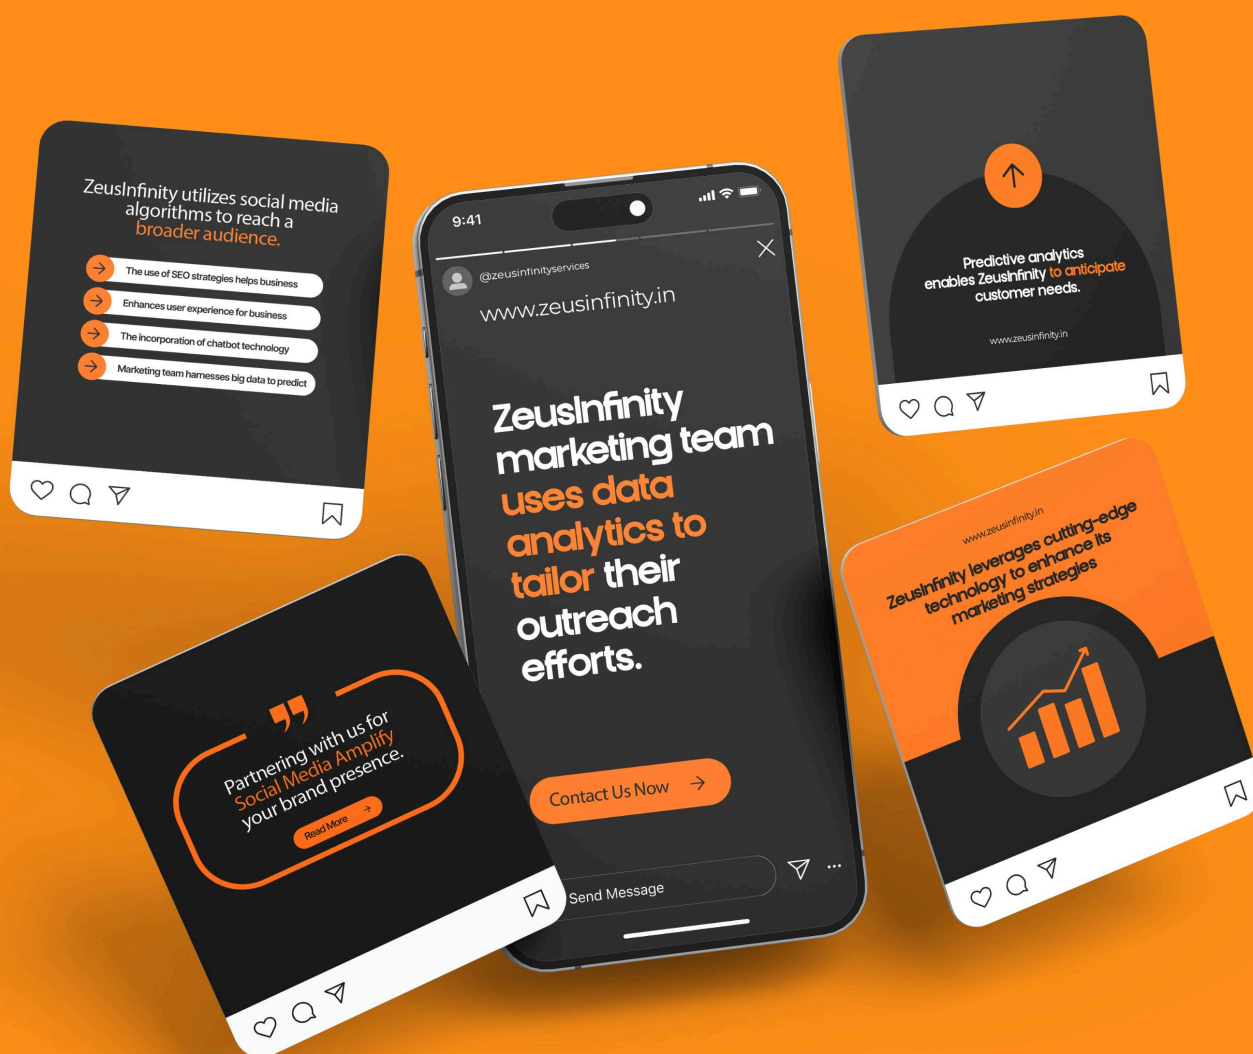 ZeusInfinity utilizes social media
algorithms to reach a
broader audience.
The use of SEO strategies helps business
Enhances user experience for business
The incorporation of chatbot technology
Marketing team harnesses big data to predict
9:41
@zeusinfinityservices
www.zeusinfinity.in
ZeusInfinity
marketing team
uses data
analytics to
tailor their
outreach
efforts.
Contact Us Now
Send Message
Predictive analytics
enables ZeusInfinity to anticipate
customer needs.
www.zeusinfinity.in
Partnering with us for
Social Media Amplify
your brand presence.
Read More
www.zeusinfinity.in
ZeusInfinity leverages cutting-edge
technology to enhance its
marketing strategies